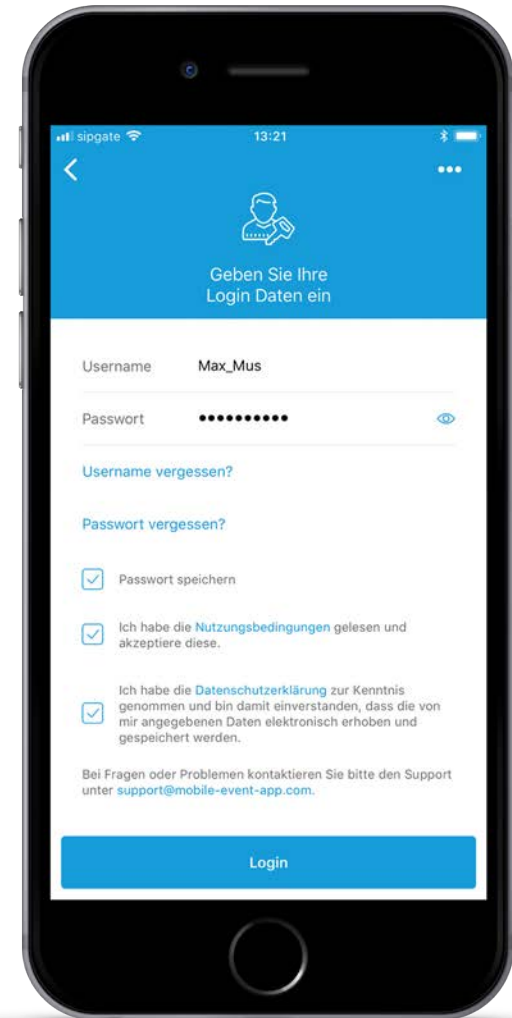 sipgate 13:21
Geben Sie Ihre
Login Daten ein
Username Max_Mus
Passwort ••••••••••
Username vergessen?
Passwort vergessen?
Passwort speichern
Ich habe die Nutzungsbedingungen gelesen und
akzeptiere diese.
Ich habe die Datenschutzerklärung zur Kenntnis
genommen und bin damit einverstanden, dass die von
mir angegebenen Daten elektronisch erhoben und
gespeichert werden.
Bei Fragen oder Problemen kontaktieren Sie bitte den Support
unter support@mobile-event-app.com.
Login